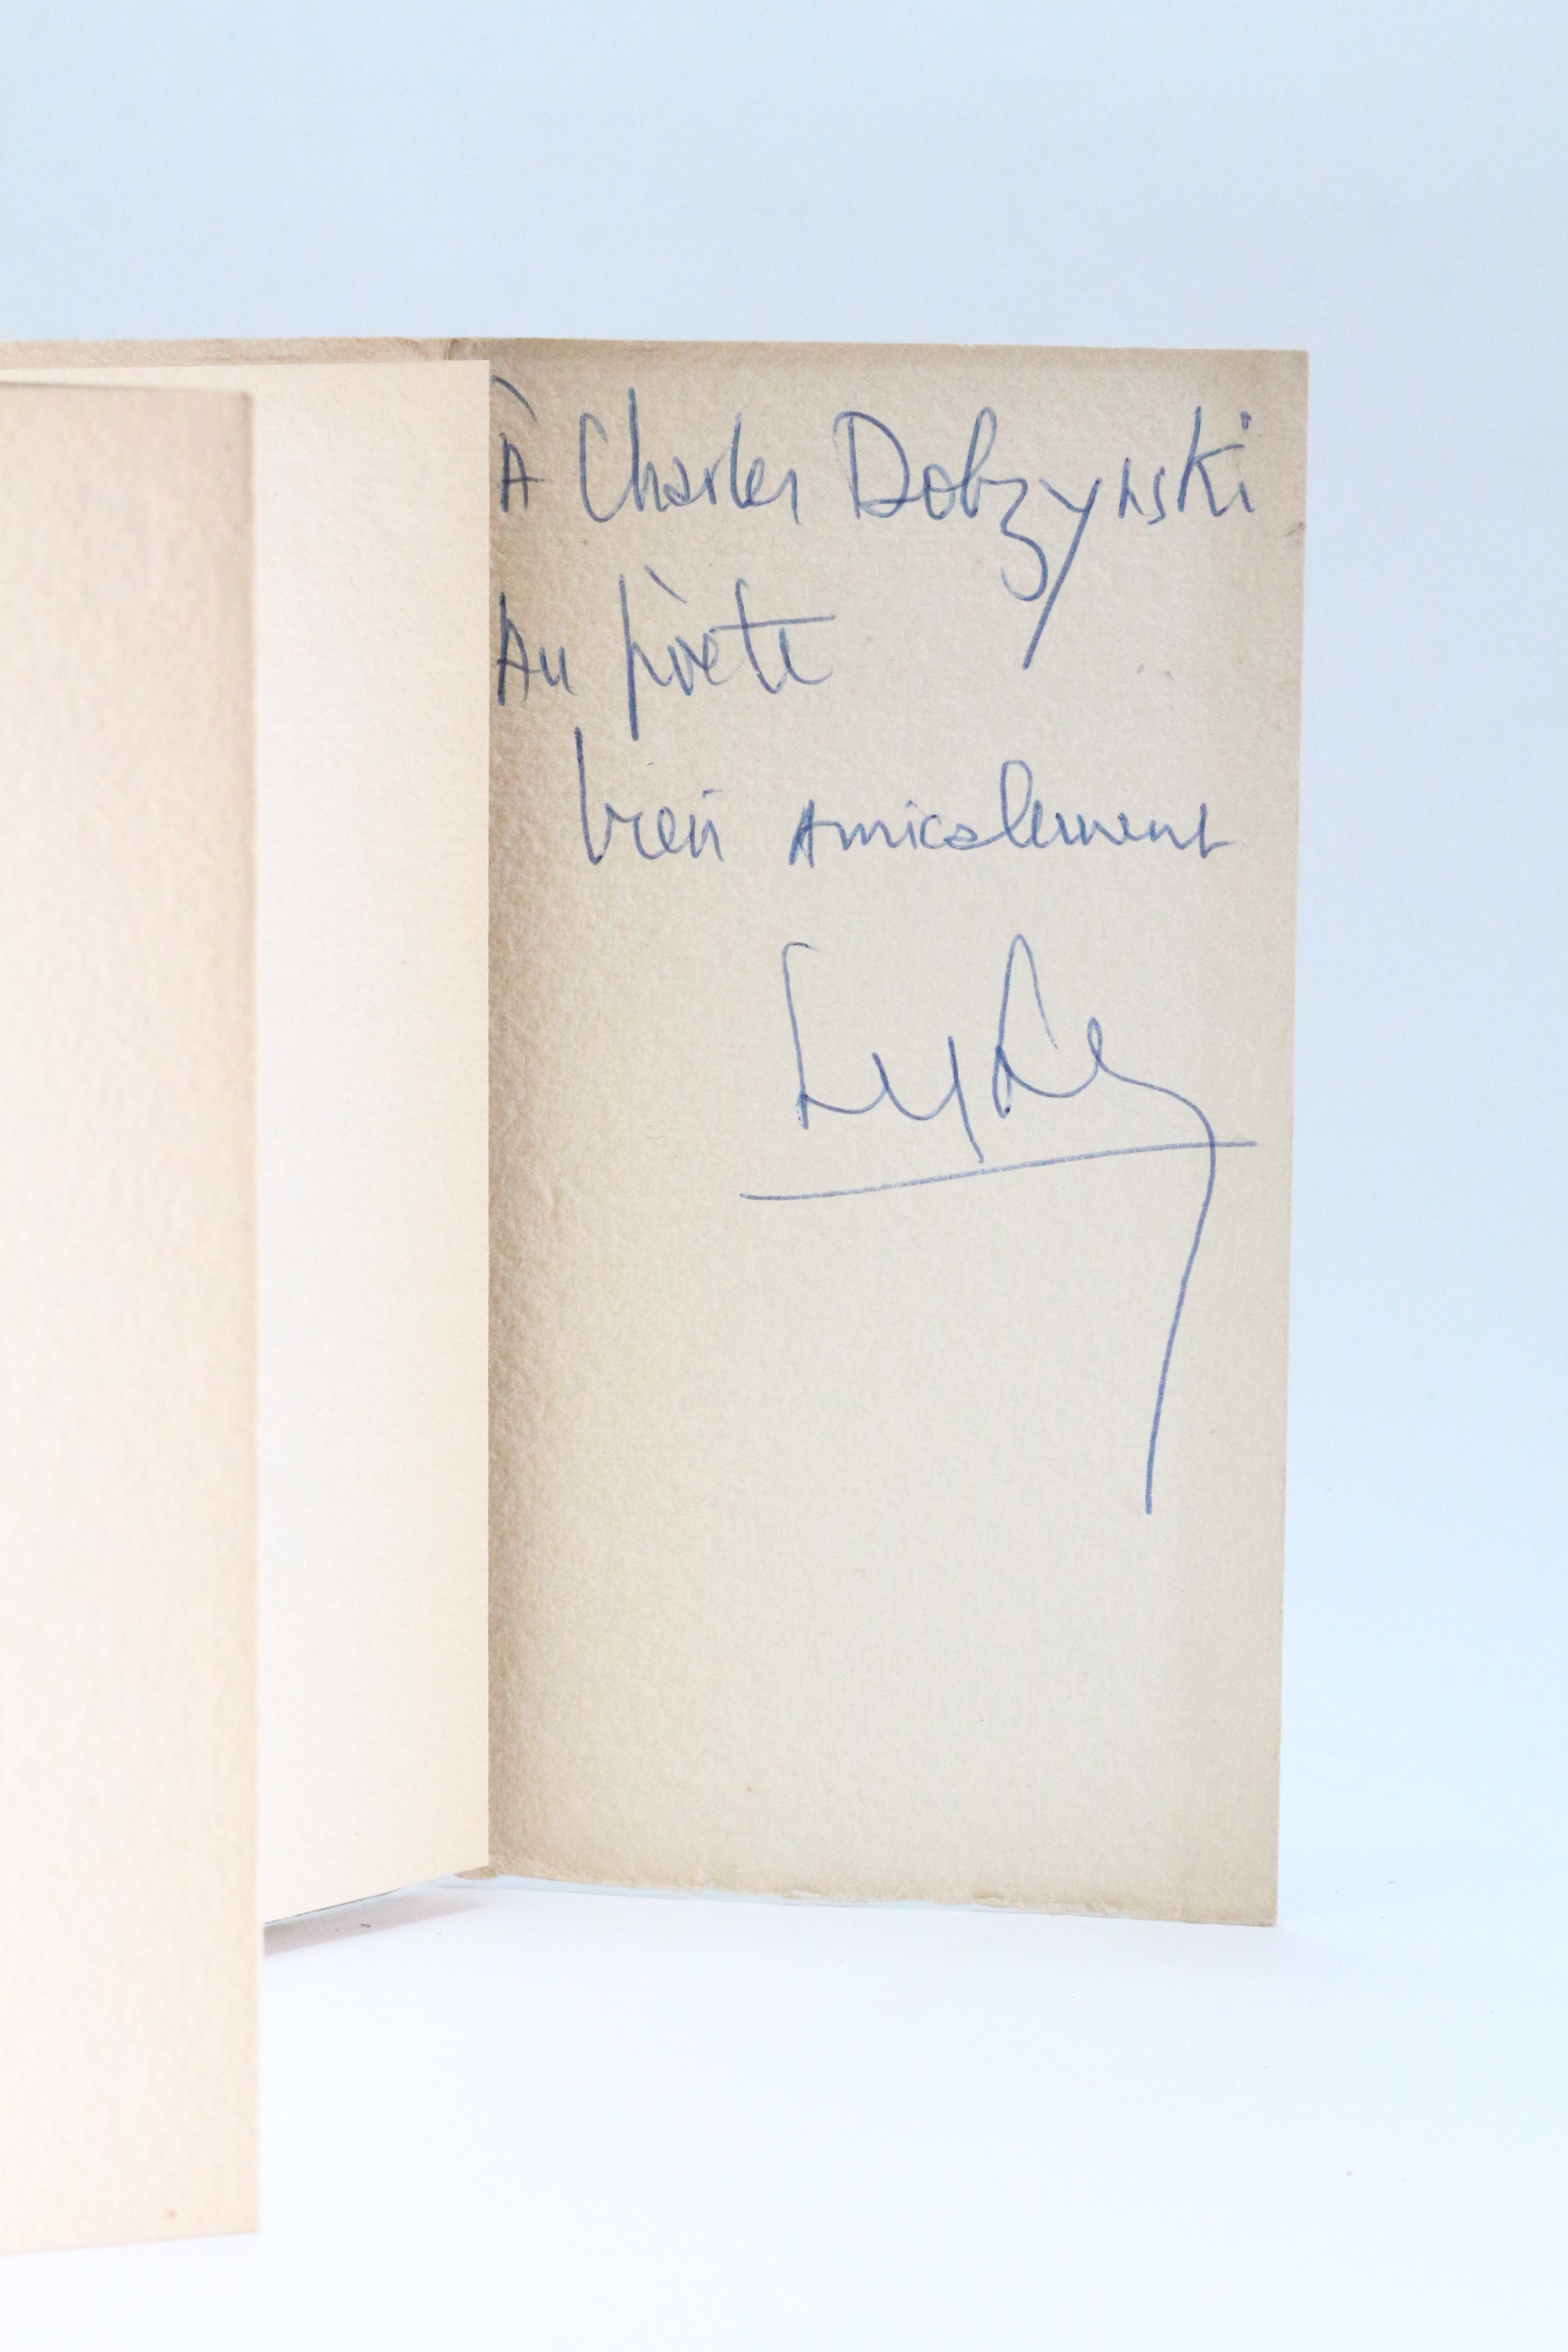 À Charles Dobzynski
Au poète
bien amicalement